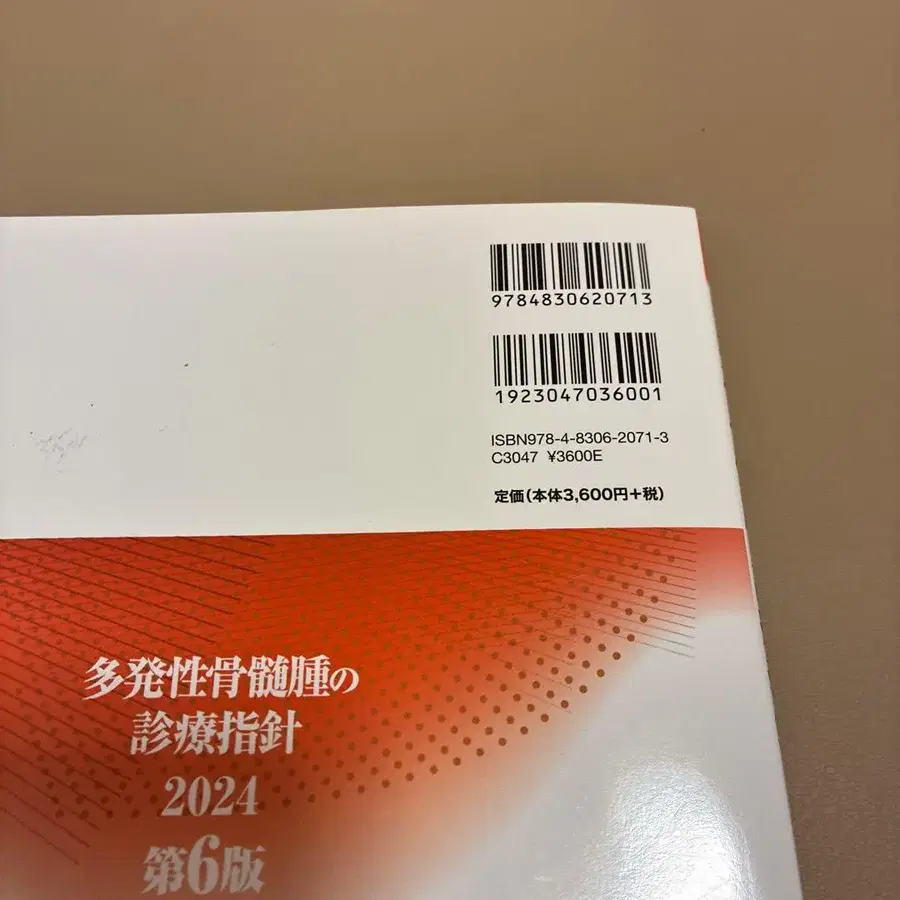 9784830620713
1923047036001
ISBN978-4-8306-2071-3
C3047 ¥3600E
定価(本体3,600円+税)
多発性骨髄腫の
診療指針
2024
第6版